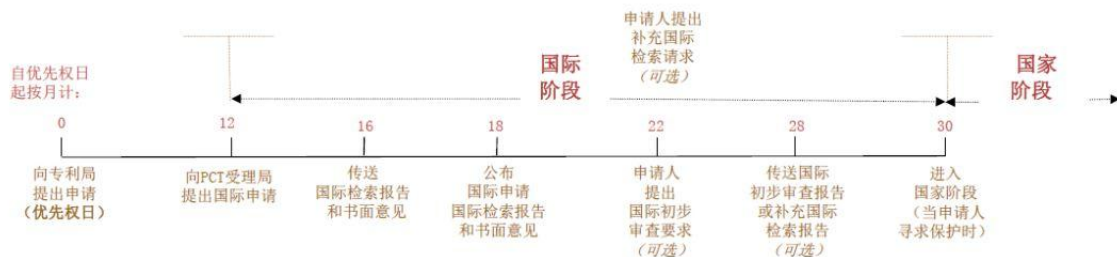 申请人提出
补充国际
检索请求
(可选)
自优先权日
起按月计:
国际
阶段
国家
阶段
0
12
16
18
22
28
30
向专利局
提出申请
(优先权日)
向PCT受理局
提出国际申请
传送
国际检索报告
和书面意见
公布
国际申请
国际检索报告
和书面意见
申请人
提出
国际初步
审查要求
(可选)
传送国际
初步审查报告
或补充国际
检索报告
(可选)
进入
国家阶段
(当申请人
寻求保护时)